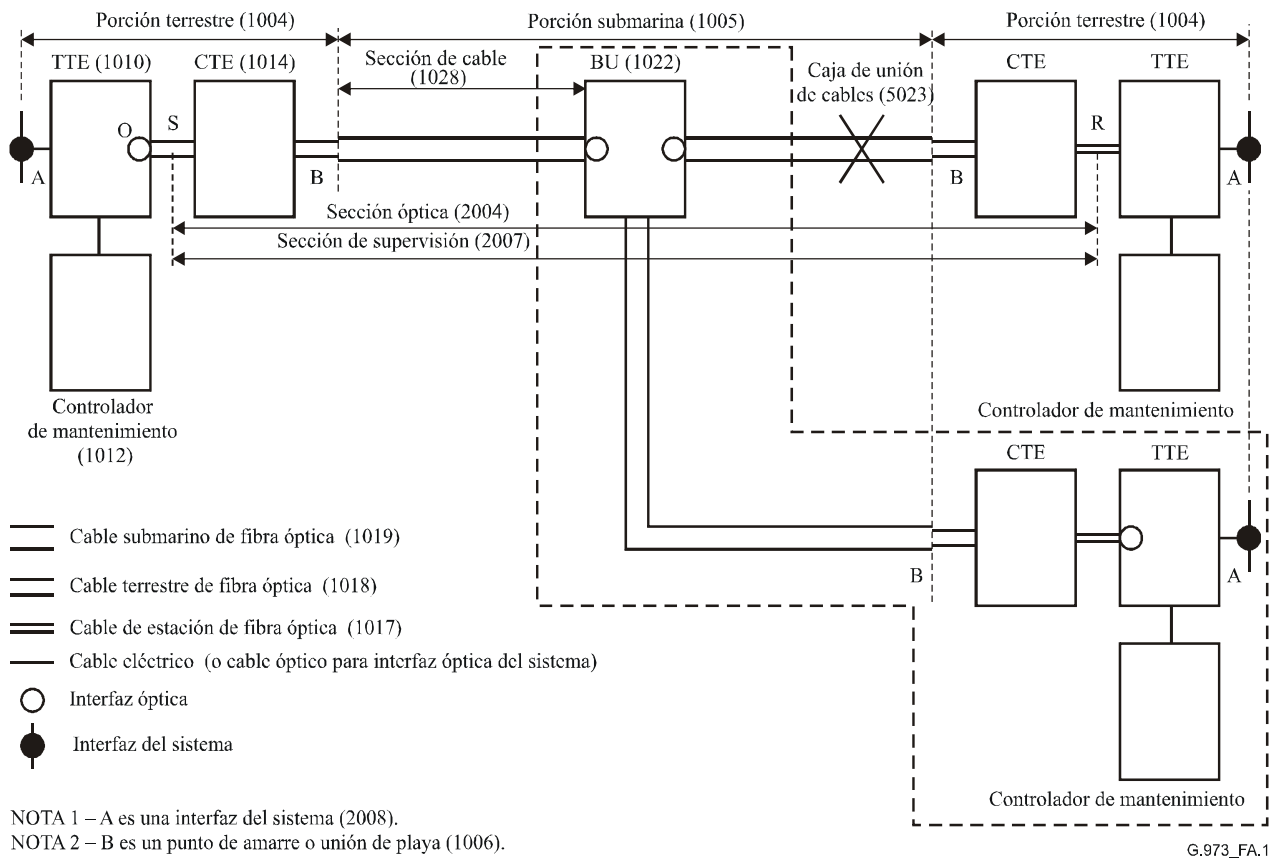 Porción terrestre (1004)
Porción submarina (1005)
Porción terrestre (1004)
TTE (1010)
CTE (1014)
Sección de cable
(1028)
BU (1022)
Caja de unión
de cables (5023)
CTE
TTE
O
S
R
A
B
B
A
Sección óptica (2004)
Sección de supervisión (2007)
Controlador
de mantenimiento
(1012)
Controlador de mantenimiento
CTE
TTE
B
A
Controlador de mantenimiento
Cable submarino de fibra óptica (1019)
Cable terrestre de fibra óptica (1018)
Cable de estación de fibra óptica (1017)
Cable eléctrico (o cable óptico para interfaz óptica del sistema)
Interfaz óptica
Interfaz del sistema
NOTA 1 – A es una interfaz del sistema (2008).
NOTA 2 – B es un punto de amarre o unión de playa (1006).
G.973_FA.1